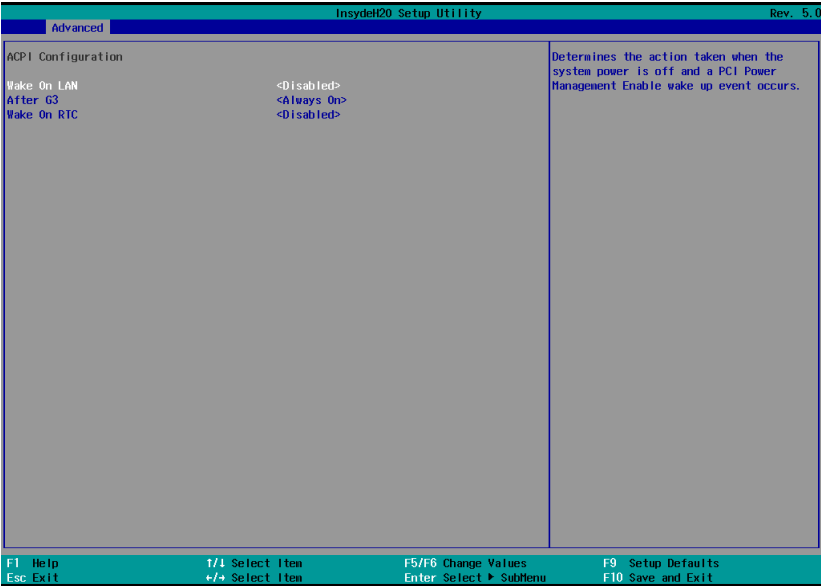 InsydeH20 Setup Utility Rev. 5.0
Advanced
ACPI Configuration
Wake On LAN <Disabled>
After G3 <Always On>
Wake On RTC <Disabled>
Determines the action taken when the
system power is off and a PCI Power
Management Enable wake up event occurs.
F1 Help ↑/↓ Select Item F5/F6 Change Values F9 Setup Defaults
Esc Exit ←/→ Select Item Enter Select ▶ SubMenu F10 Save and Exit